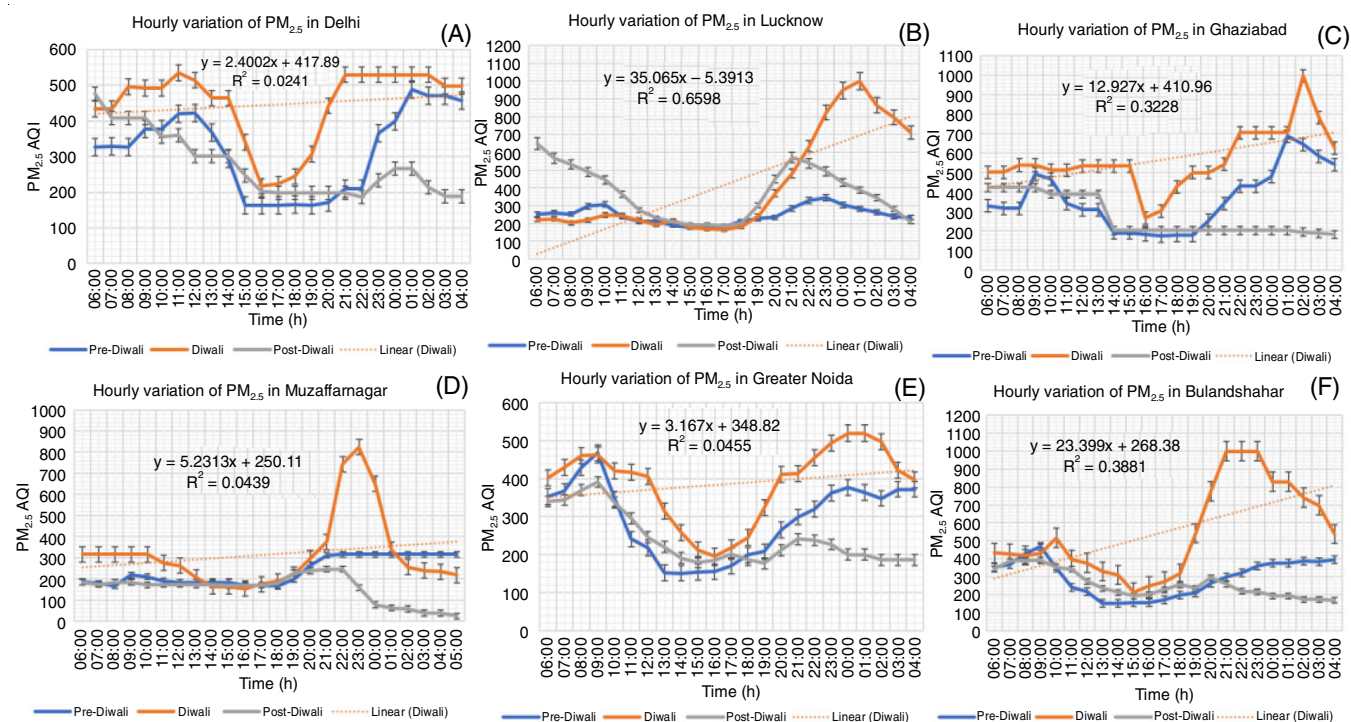 Hourly variation of PM2.5 in Delhi
(A)
y = 2.4002x + 417.89
R2 = 0.0241
PM2.5 AQI
600
500
400
300
200
100
0
06:00 07:00 08:00 09:00 10:00 11:00 12:00 13:00 14:00 15:00 16:00 17:00 18:00 19:00 20:00 21:00 22:00 23:00 00:00 01:00 02:00 03:00 04:00
Time (h)
Pre-Diwali Diwali Post-Diwali Linear (Diwali)
Hourly variation of PM2.5 in Lucknow
(B)
y = 35.065x – 5.3913
R2 = 0.6598
PM2.5 AQI
1200
1100
1000
900
800
700
600
500
400
300
200
100
0
06:00 07:00 08:00 09:00 10:00 11:00 12:00 13:00 14:00 15:00 16:00 17:00 18:00 19:00 20:00 21:00 22:00 23:00 00:00 01:00 02:00 03:00 04:00
Time (h)
Pre-Diwali Diwali Post-Diwali Linear (Diwali)
Hourly variation of PM2.5 in Ghaziabad
(C)
y = 12.927x + 410.96
R2 = 0.3228
PM2.5 AQI
1100
1000
900
800
700
600
500
400
300
200
100
0
06:00 07:00 08:00 09:00 10:00 11:00 12:00 13:00 14:00 15:00 16:00 17:00 18:00 19:00 20:00 21:00 22:00 23:00 00:00 01:00 02:00 03:00 04:00
Time (h)
Pre-Diwali Diwali Post-Diwali Linear (Diwali)
Hourly variation of PM2.5 in Muzaffarnagar
(D)
y = 5.2313x + 250.11
R2 = 0.0439
PM2.5 AQI
1000
900
800
700
600
500
400
300
200
100
0
06:00 07:00 08:00 09:00 10:00 11:00 12:00 13:00 14:00 15:00 16:00 17:00 18:00 19:00 20:00 21:00 22:00 23:00 00:00 01:00 02:00 03:00 04:00 05:00
Time (h)
Pre-Diwali Diwali Post-Diwali Linear (Diwali)
Hourly variation of PM2.5 in Greater Noida
(E)
y = 3.167x + 348.82
R2 = 0.0455
PM2.5 AQI
600
500
400
300
200
100
0
06:00 07:00 08:00 09:00 10:00 11:00 12:00 13:00 14:00 15:00 16:00 17:00 18:00 19:00 20:00 21:00 22:00 23:00 00:00 01:00 02:00 03:00 04:00
Time (h)
Pre-Diwali Diwali Post-Diwali Linear (Diwali)
Hourly variation of PM2.5 in Bulandshahar
(F)
y = 23.399x + 268.38
R2 = 0.3881
PM2.5 AQI
1200
1100
1000
900
800
700
600
500
400
300
200
100
0
06:00 07:00 08:00 09:00 10:00 11:00 12:00 13:00 14:00 15:00 16:00 17:00 18:00 19:00 20:00 21:00 22:00 23:00 00:00 01:00 02:00 03:00 04:00
Time (h)
Pre-Diwali Diwali Post-Diwali Linear (Diwali)